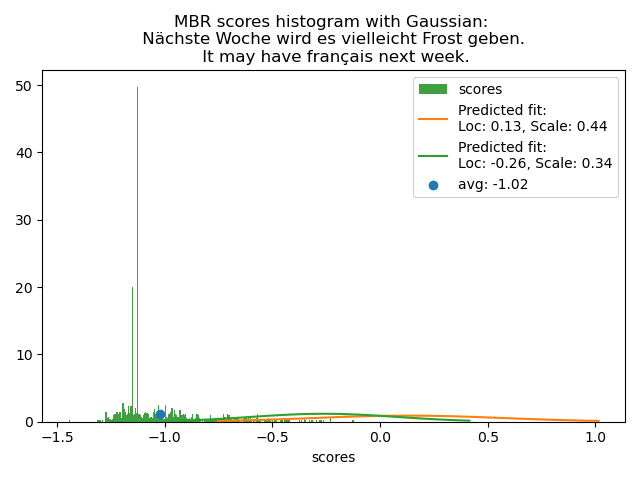 MBR scores histogram with Gaussian:
Nächste Woche wird es vielleicht Frost geben.
It may have français next week.
50
40
30
20
10
0
scores
Predicted fit:
Loc: 0.13, Scale: 0.44
Predicted fit:
Loc: -0.26, Scale: 0.34
avg: -1.02
−1.5
−1.0
−0.5
0.0
0.5
1.0
scores